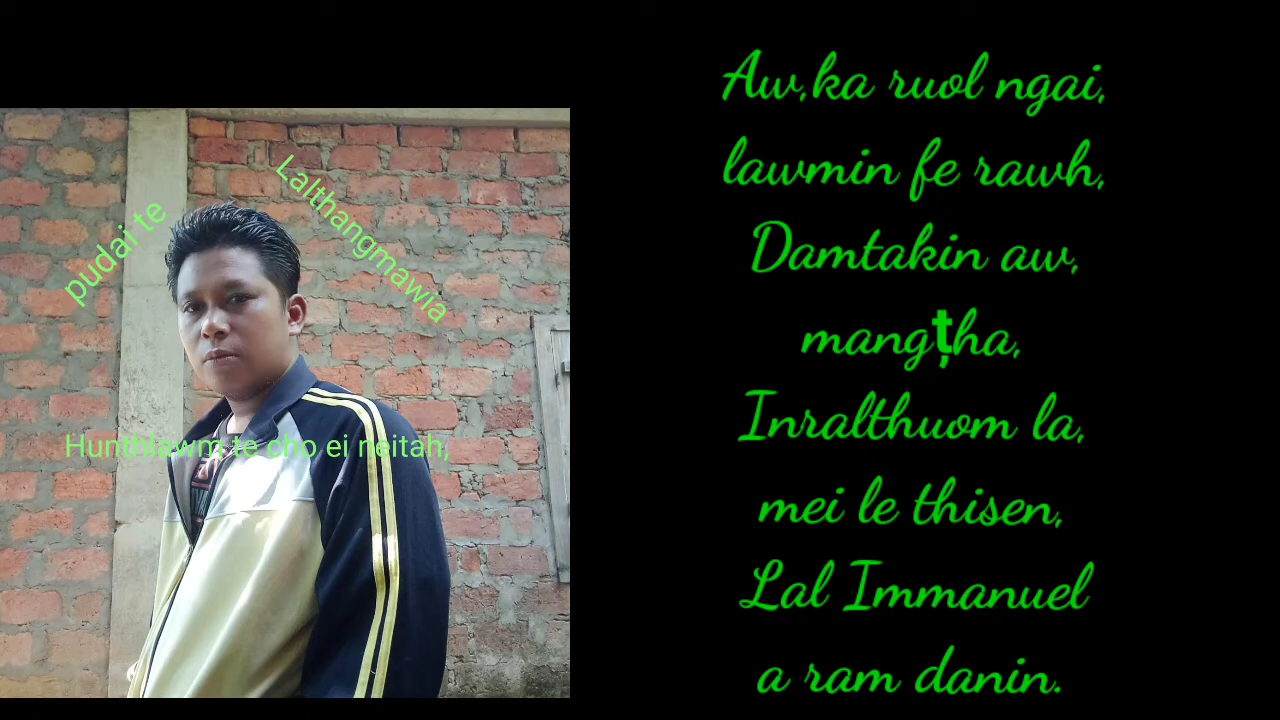 pudai te
Lalthangmawia
Hunthlawm te cho ei neitah,
Aw,ka ruol ngai,
lawmin fe rawh,
Damtakin aw,
mangṭha,
Inralthuom la,
mei le thisen,
Lal Immanuel
a ram danin.